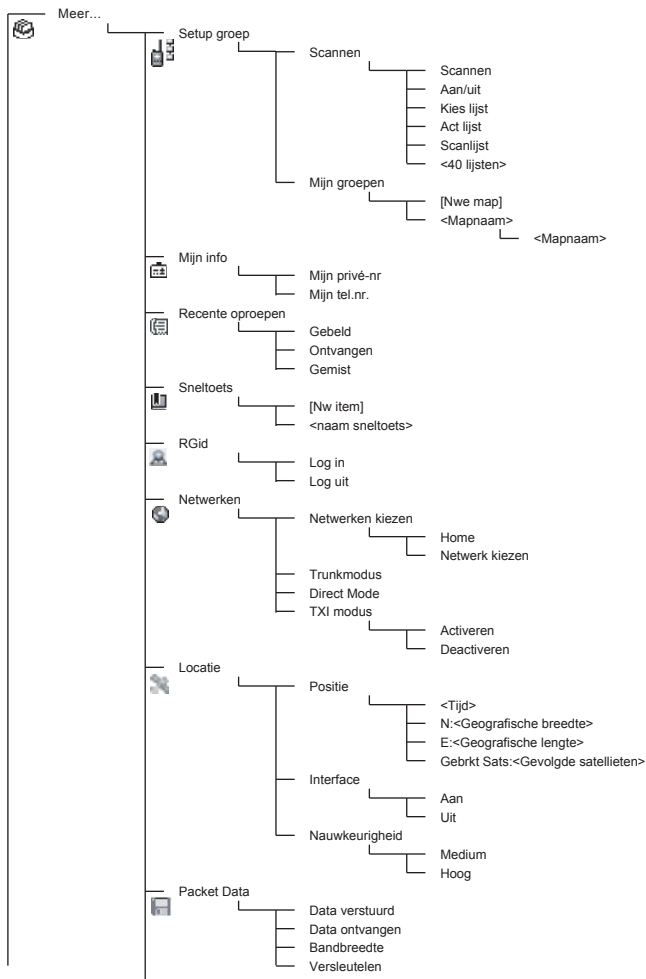 Meer...
Setup groep
Scannen
Scannen
Aan/uit
Kies lijst
Act lijst
Scanlijst
<40 lijsten>
Mijn groepen
[Nwe map]
<Mapnaam>
<Mapnaam>
Mijn info
Mijn privé-nr
Mijn tel.nr.
Recente oproepen
Gebeld
Ontvangen
Gemist
Sneltoets
[Nw item]
<naam sneltoets>
RGid
Log in
Log uit
Netwerken
Netwerken kiezen
Home
Netwerk kiezen
Trunkmodus
Direct Mode
TXI modus
Activeren
Deactiveren
Locatie
Positie
<Tijd>
N:<Geografische breedte>
E:<Geografische lengte>
Gebrkt Sats:<Gevolgde satellieten>
Interface
Aan
Uit
Nauwkeurigheid
Medium
Hoog
Packet Data
Data verstuurd
Data ontvangen
Bandbreedte
Versleutelen